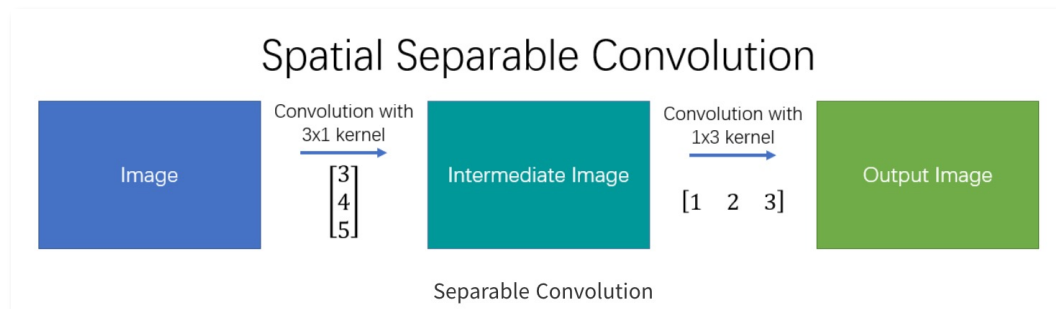 Spatial Separable Convolution
Image
Convolution with
3x1 kernel
[3
4
5]
Intermediate Image
Convolution with
1x3 kernel
[1 2 3]
Output Image
Separable Convolution